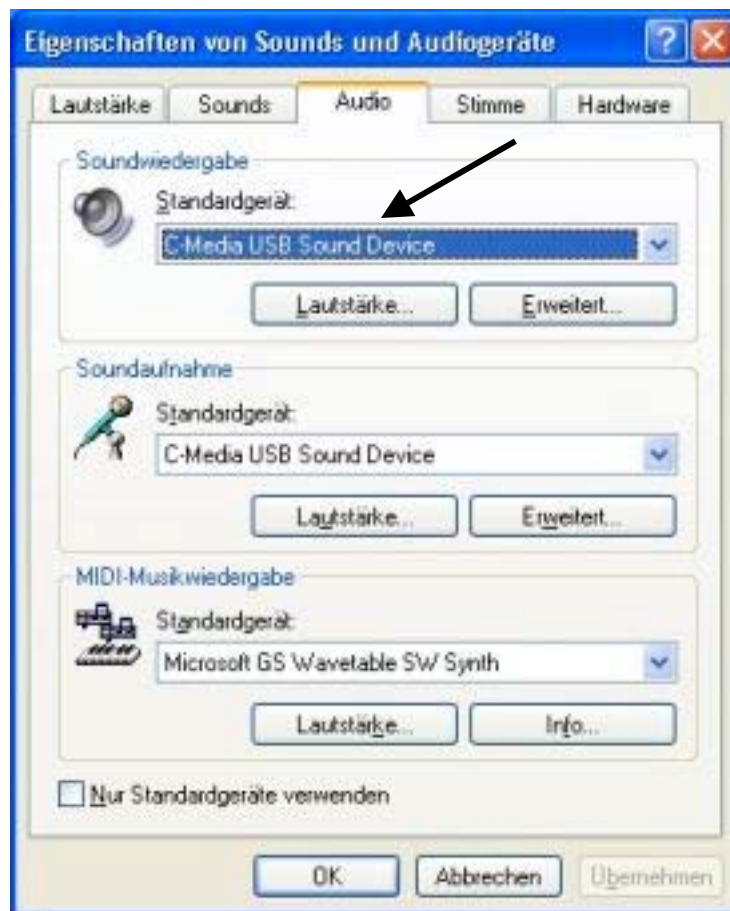 Eigenschaften von Sounds und Audiogeräte
Lautstärke Sounds Audio Stimme Hardware
Soundwiedergabe
Standardgerät:
C-Media USB Sound Device
Lautstärke... Erweitert...
Soundaufnahme
Standardgerät:
C-Media USB Sound Device
Lautstärke... Erweitert...
MIDI-Musikwiedergabe
Standardgerät:
Microsoft GS Wavetable SW Synth
Lautstärke... Info...
Nur Standardgeräte verwenden
OK Abbrechen Übernehmen